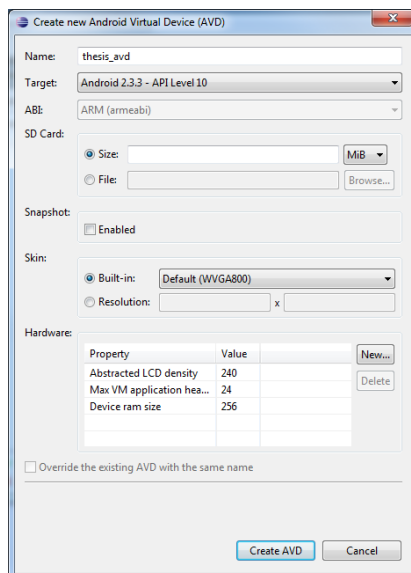 Create new Android Virtual Device (AVD)
Name: thesis_avd
Target: Android 2.3.3 - API Level 10
ABI: ARM (armeabi)
SD Card:
Size: MiB
File: Browse...
Snapshot:
Enabled
Skin:
Built-in: Default (WVGA800)
Resolution: x
Hardware:
Property Value New...
Abstracted LCD density 240
Delete
Max VM application hea... 24
Device ram size 256
Override the existing AVD with the same name
Create AVD Cancel